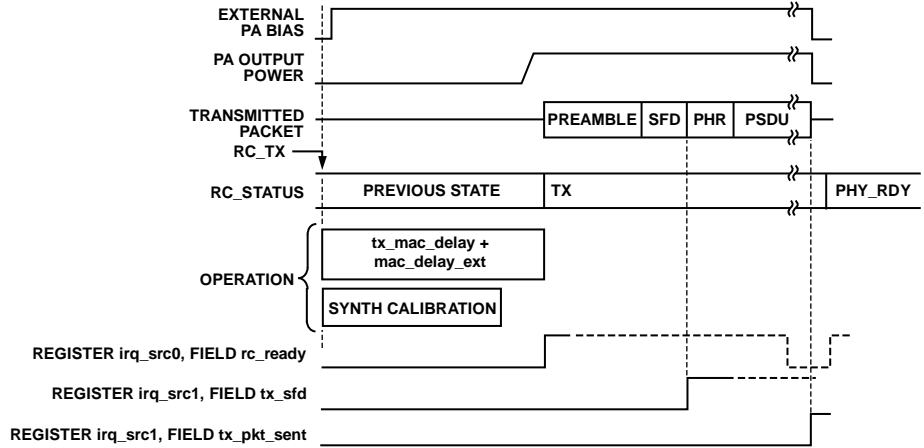 EXTERNAL
PA BIAS
PA OUTPUT
POWER
TRANSMITTED
PACKET
PREAMBLE SFD PHR PSDU
RC_TX
RC_STATUS PREVIOUS STATE TX PHY_RDY
OPERATION
tx_mac_delay +
mac_delay_ext
SYNTH CALIBRATION
REGISTER irq_src0, FIELD rc_ready
REGISTER irq_src1, FIELD tx_sfd
REGISTER irq_src1, FIELD tx_pkt_sent